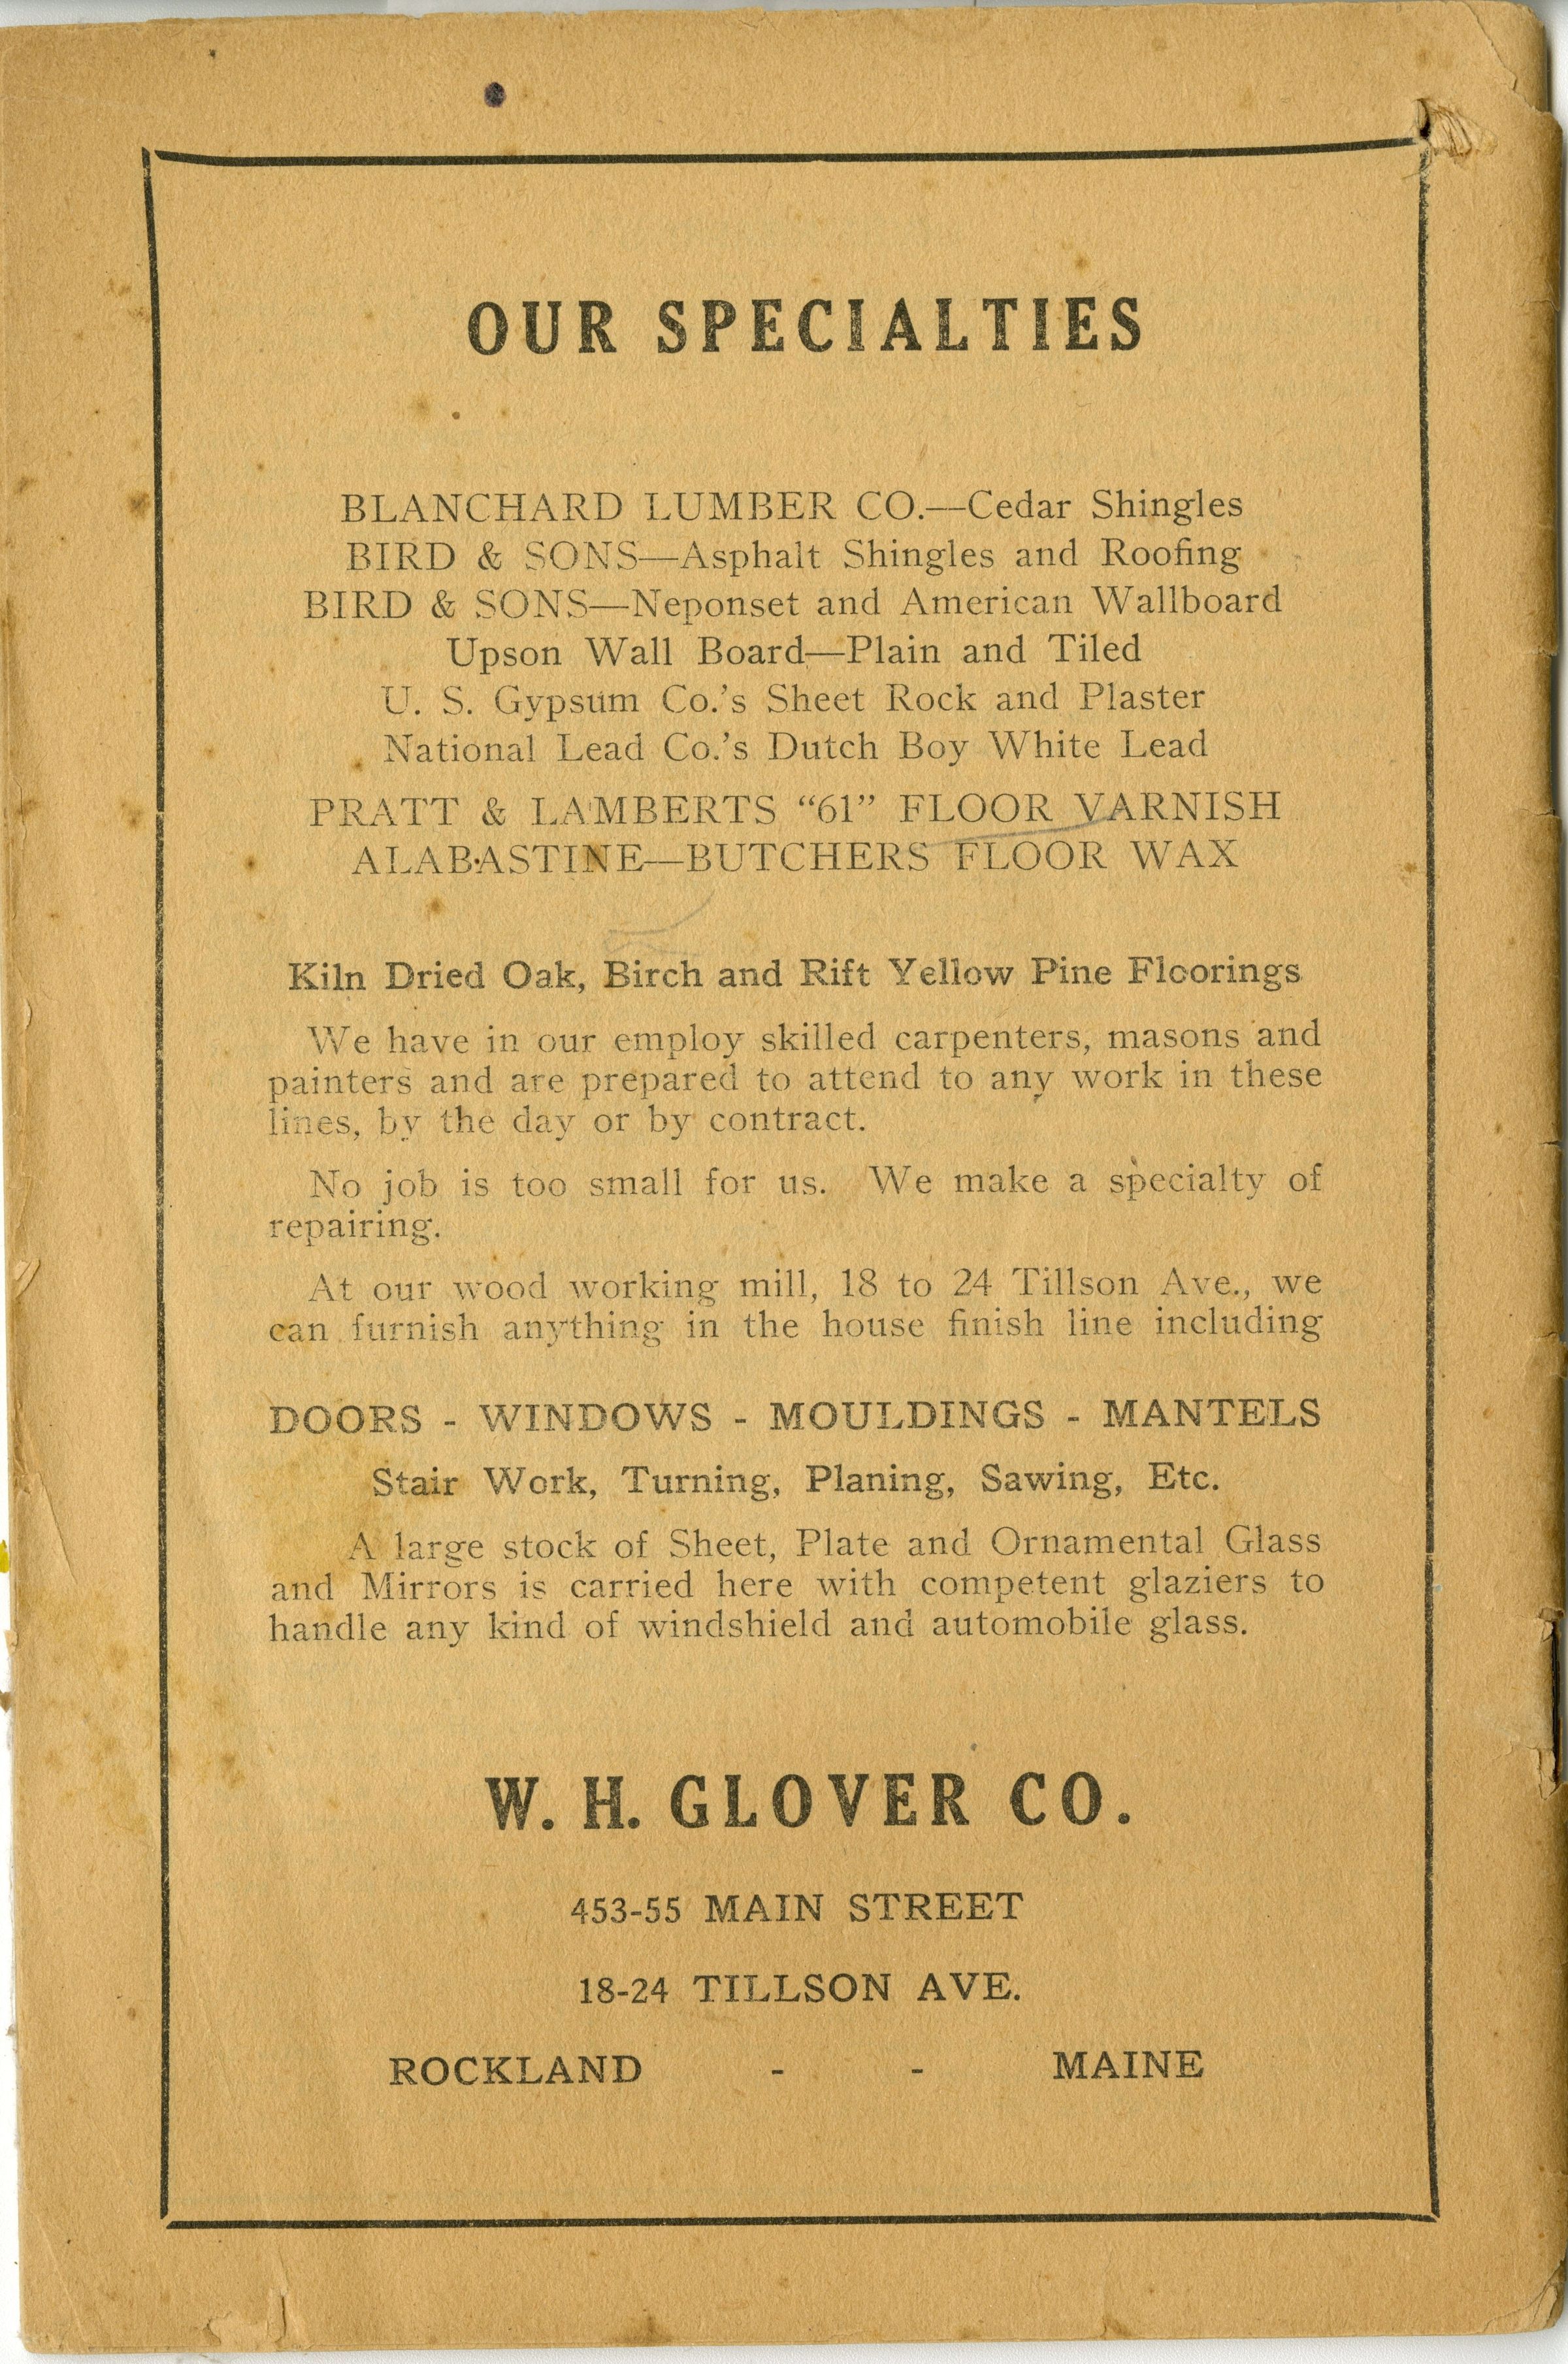 OUR SPECIALTIES
BLANCHARD LUMBER CO.—Cedar Shingles
BIRD & SONS—Asphalt Shingles and Roofing
BIRD & SONS—Neponset and American Wallboard
Upson Wall Board—Plain and Tiled
U. S. Gypsum Co.'s Sheet Rock and Plaster
National Lead Co.'s Dutch Boy White Lead
PRATT & LAMBERTS “61” FLOOR VARNISH
ALABASTINE—BUTCHERS FLOOR WAX
Kiln Dried Oak, Birch and Rift Yellow Pine Floorings
We have in our employ skilled carpenters, masons and
painters and are prepared to attend to any work in these
lines, by the day or by contract.
No job is too small for us. We make a specialty of
repairing.
At our wood working mill, 18 to 24 Tillson Ave., we
can furnish anything in the house finish line including
DOORS - WINDOWS - MOULDINGS - MANTELS
Stair Work, Turning, Planing, Sawing, Etc.
A large stock of Sheet, Plate and Ornamental Glass
and Mirrors is carried here with competent glaziers to
handle any kind of windshield and automobile glass.
W. H. GLOVER CO.
453-55 MAIN STREET
18-24 TILLSON AVE.
ROCKLAND - - MAINE